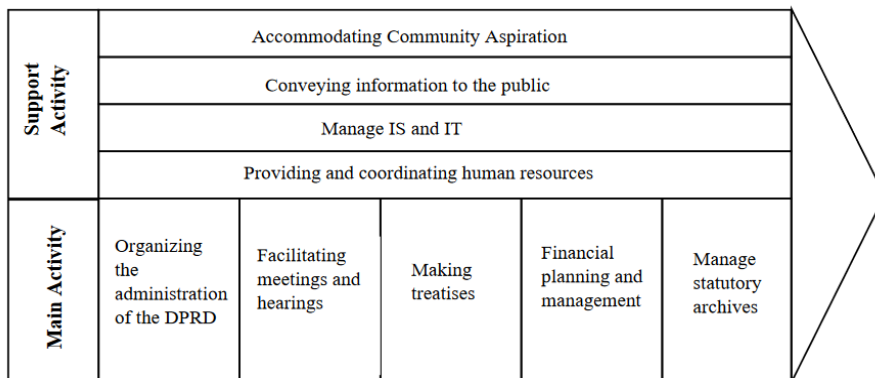 Support
Activity
Accommodating Community Aspiration
Conveying information to the public
Manage IS and IT
Providing and coordinating human resources
Main Activity
Organizing
the
administration
of the DPRD
Facilitating
meetings and
hearings
Making
treatises
Financial
planning and
management
Manage
statutory
archives